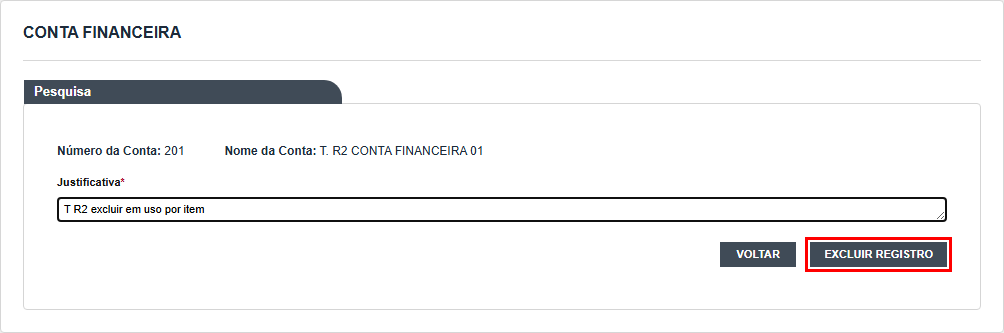 CONTA FINANCEIRA
Pesquisa
Número da Conta: 201 Nome da Conta: T. R2 CONTA FINANCEIRA 01
Justificativa*
T R2 excluir em uso por item
VOLTAR EXCLUIR REGISTRO